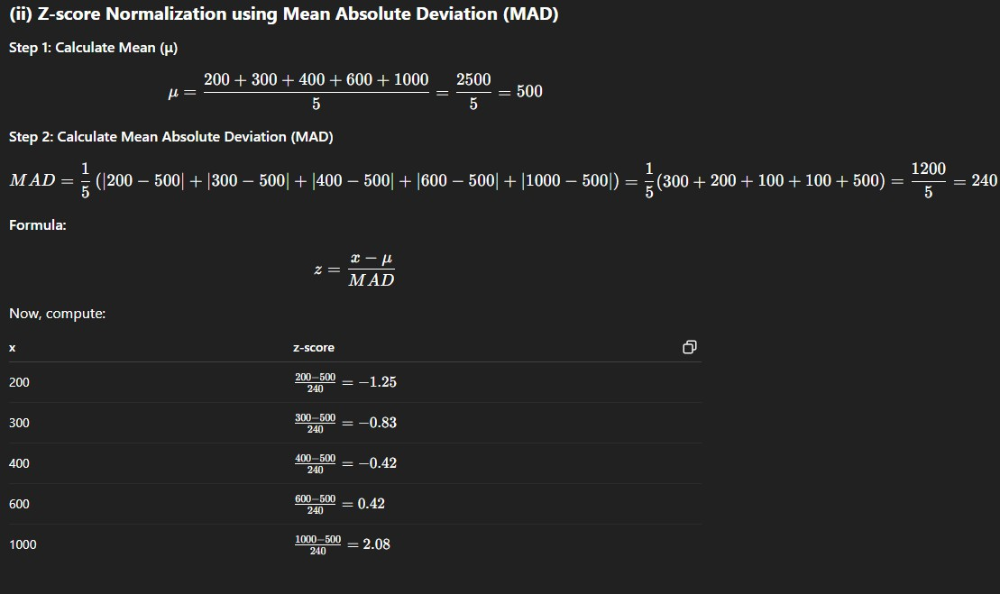 (ii) Z-score Normalization using Mean Absolute Deviation (MAD)
Step 1: Calculate Mean (μ)
μ = \frac{200 + 300 + 400 + 600 + 1000}{5} = \frac{2500}{5} = 500
Step 2: Calculate Mean Absolute Deviation (MAD)
MAD = \frac{1}{5}(|200 − 500| + |300 − 500| + |400 − 500| + |600 − 500| + |1000 − 500|) = \frac{1}{5}(300 + 200 + 100 + 100 + 500) = \frac{1200}{5} = 240
Formula:
z = \frac{x − μ}{MAD}
Now, compute:
x z-score
200 \frac{200−500}{240} = −1.25
300 \frac{300−500}{240} = −0.83
400 \frac{400−500}{240} = −0.42
600 \frac{600−500}{240} = 0.42
1000 \frac{1000−500}{240} = 2.08